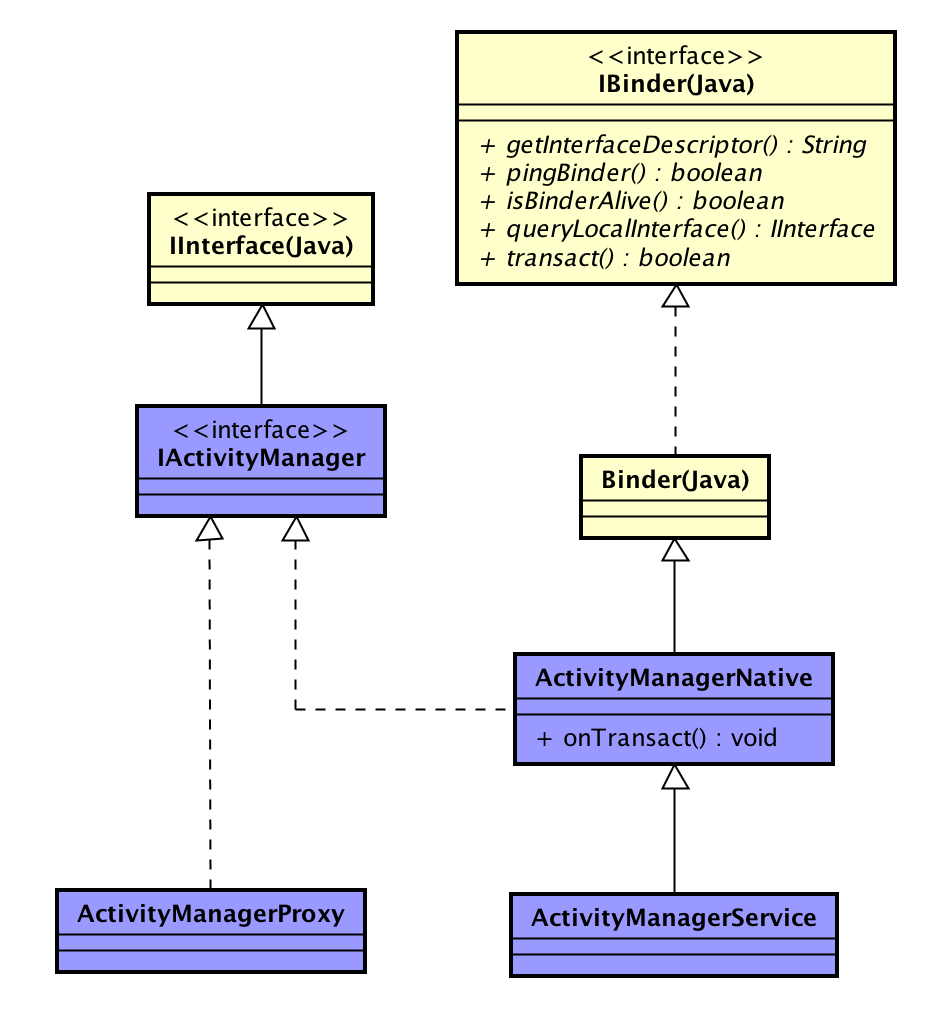 <<interface>>
IBinder(Java)
+ getInterfaceDescriptor() : String
+ pingBinder() : boolean
+ isBinderAlive() : boolean
+ queryLocalInterface() : IInterface
+ transact() : boolean
<<interface>>
IInterface(Java)
<<interface>>
IActivityManager
Binder(Java)
ActivityManagerNative
+ onTransact() : void
ActivityManagerProxy
ActivityManagerService